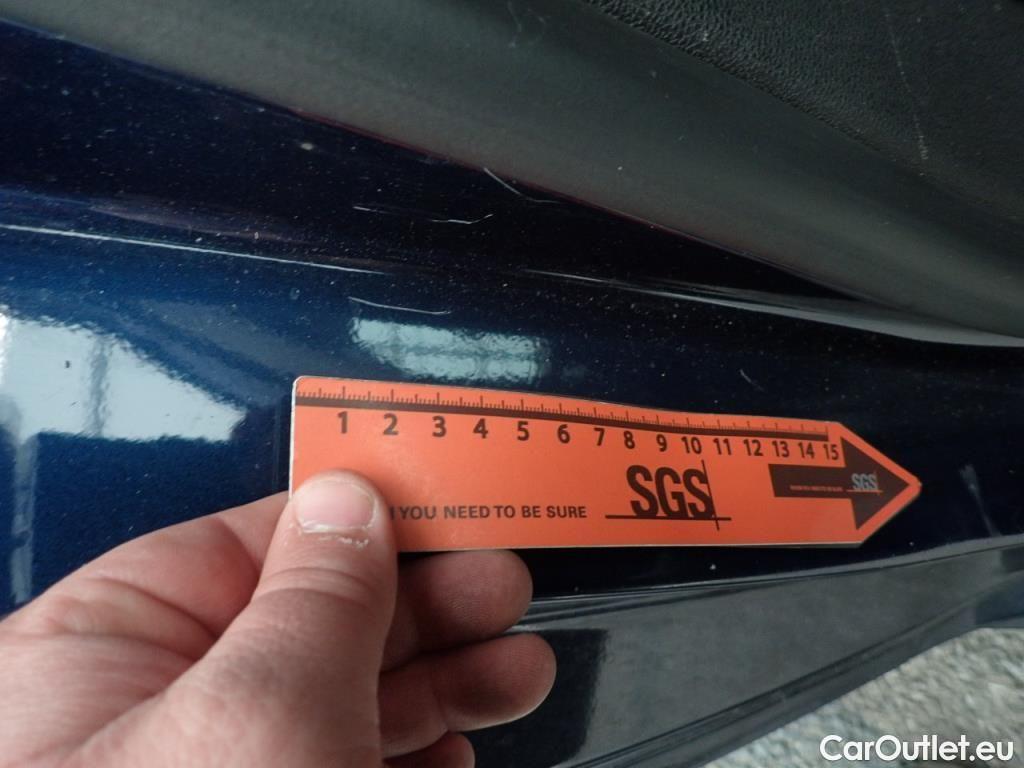 1 2 3 4 5 6 7 8 9 10 11 12 13 14 15
YOU NEED TO BE SURE
SGS
SGS
CarOutlet.eu